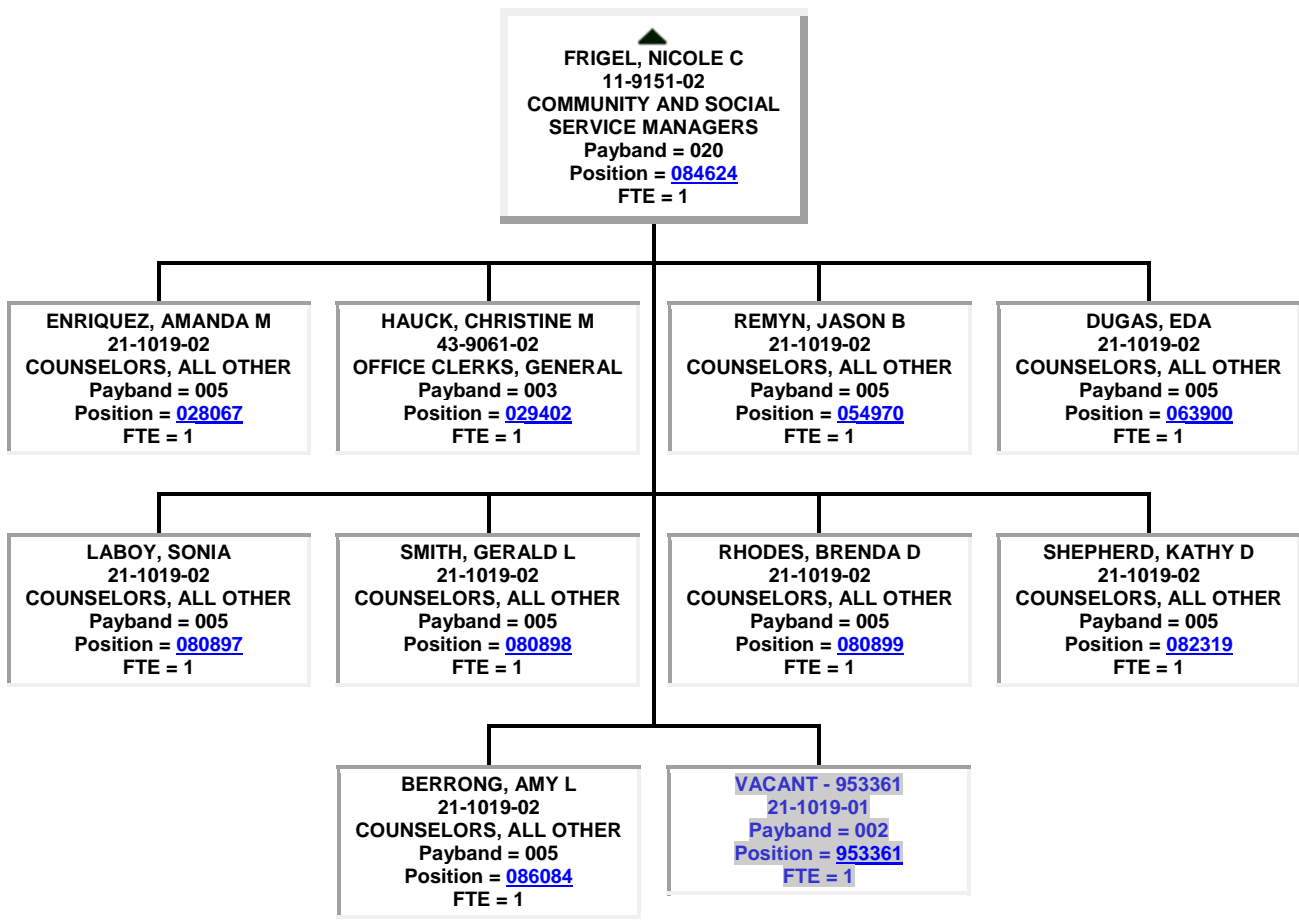 FRIGEL, NICOLE C
11-9151-02
COMMUNITY AND SOCIAL
SERVICE MANAGERS
Payband = 020
Position = 084624
FTE = 1
ENRIQUEZ, AMANDA M
21-1019-02
COUNSELORS, ALL OTHER
Payband = 005
Position = 028067
FTE = 1
HAUCK, CHRISTINE M
43-9061-02
OFFICE CLERKS, GENERAL
Payband = 003
Position = 029402
FTE = 1
REMYN, JASON B
21-1019-02
COUNSELORS, ALL OTHER
Payband = 005
Position = 054970
FTE = 1
DUGAS, EDA
21-1019-02
COUNSELORS, ALL OTHER
Payband = 005
Position = 063900
FTE = 1
LABOY, SONIA
21-1019-02
COUNSELORS, ALL OTHER
Payband = 005
Position = 080897
FTE = 1
SMITH, GERALD L
21-1019-02
COUNSELORS, ALL OTHER
Payband = 005
Position = 080898
FTE = 1
RHODES, BRENDA D
21-1019-02
COUNSELORS, ALL OTHER
Payband = 005
Position = 080899
FTE = 1
SHEPHERD, KATHY D
21-1019-02
COUNSELORS, ALL OTHER
Payband = 005
Position = 082319
FTE = 1
BERRONG, AMY L
21-1019-02
COUNSELORS, ALL OTHER
Payband = 005
Position = 086084
FTE = 1
VACANT - 953361
21-1019-01
Payband = 002
Position = 953361
FTE = 1